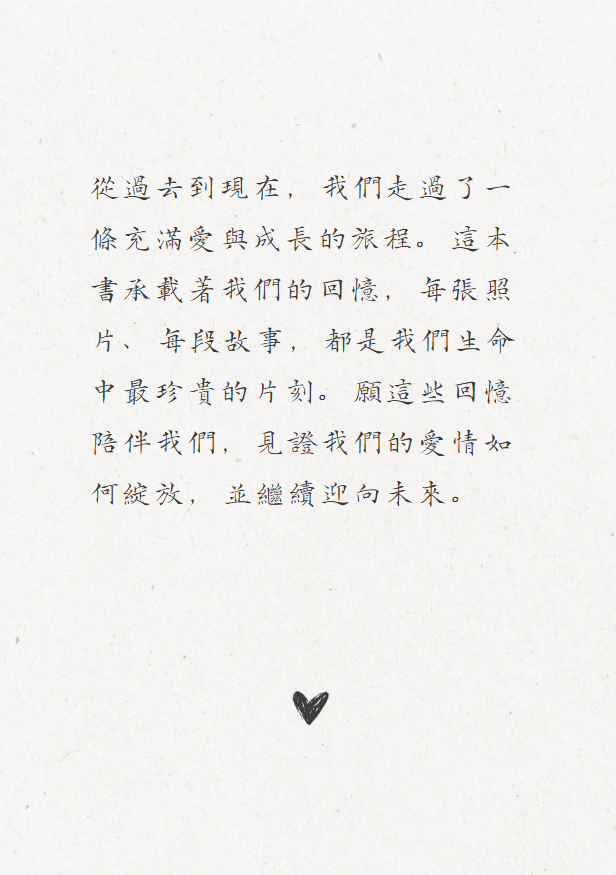 從過去到現在，我們走過了一
條充滿愛與成長的旅程。這本
書承載著我們的回憶，每張照
片、每段故事，都是我們生命
中最珍貴的片刻。願這些回憶
陪伴我們，見證我們的愛情如
何綻放，並繼續迎向未來。